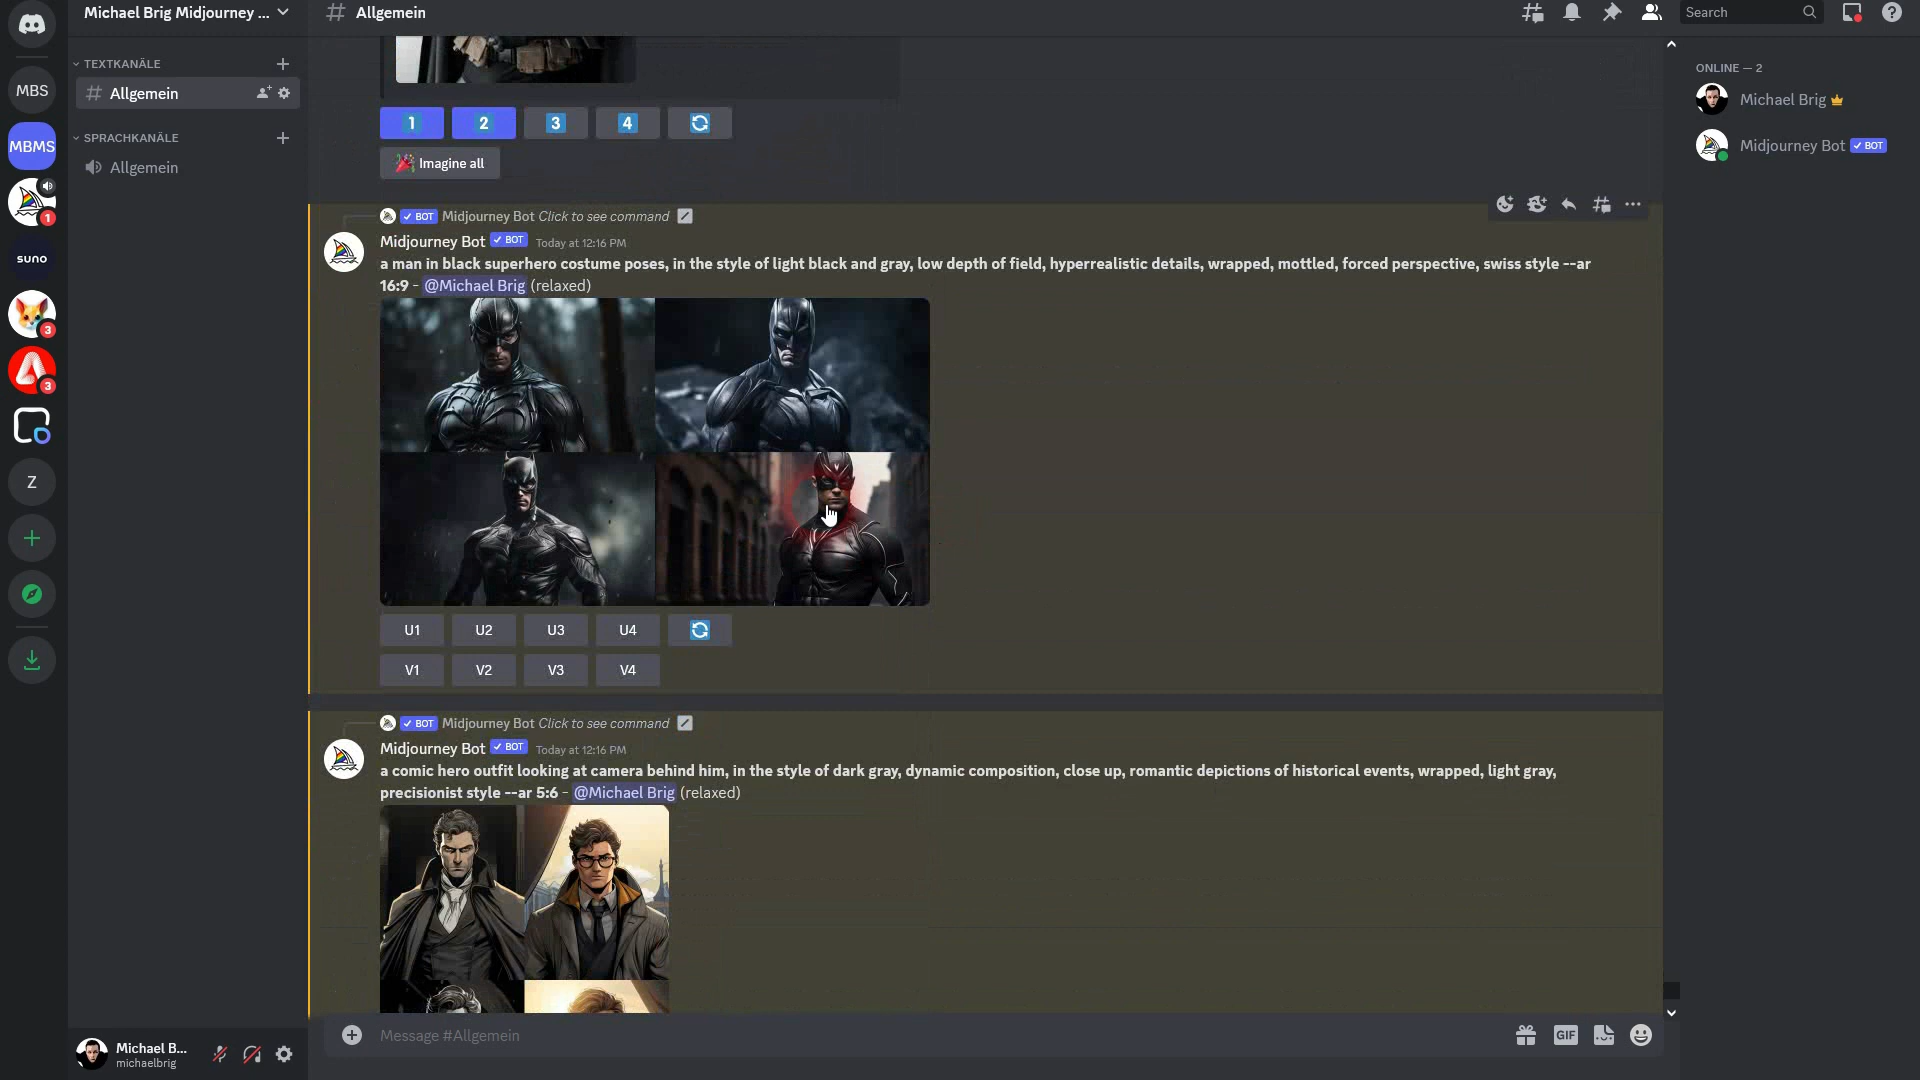 Michael Brig Midjourney ...
# Allgemein
Search
MBS
MBMS
1
suno
3
3
Z
TEXTKANÄLE
# Allgemein
SPRACHKANÄLE
Allgemein
1 2 3 4
Imagine all
BOT Midjourney Bot Click to see command
Midjourney Bot BOT Today at 12:16 PM
a man in black superhero costume poses, in the style of light black and gray, low depth of field, hyperrealistic details, wrapped, mottled, forced perspective, swiss style --ar
16:9 - @Michael Brig (relaxed)
U1 U2 U3 U4
V1 V2 V3 V4
BOT Midjourney Bot Click to see command
Midjourney Bot BOT Today at 12:16 PM
a comic hero outfit looking at camera behind him, in the style of dark gray, dynamic composition, close up, romantic depictions of historical events, wrapped, light gray,
precisionist style --ar 5:6 - @Michael Brig (relaxed)
Message #Allgemein
GIF
ONLINE — 2
Michael Brig
Midjourney Bot BOT
Michael B...
michaelbrig